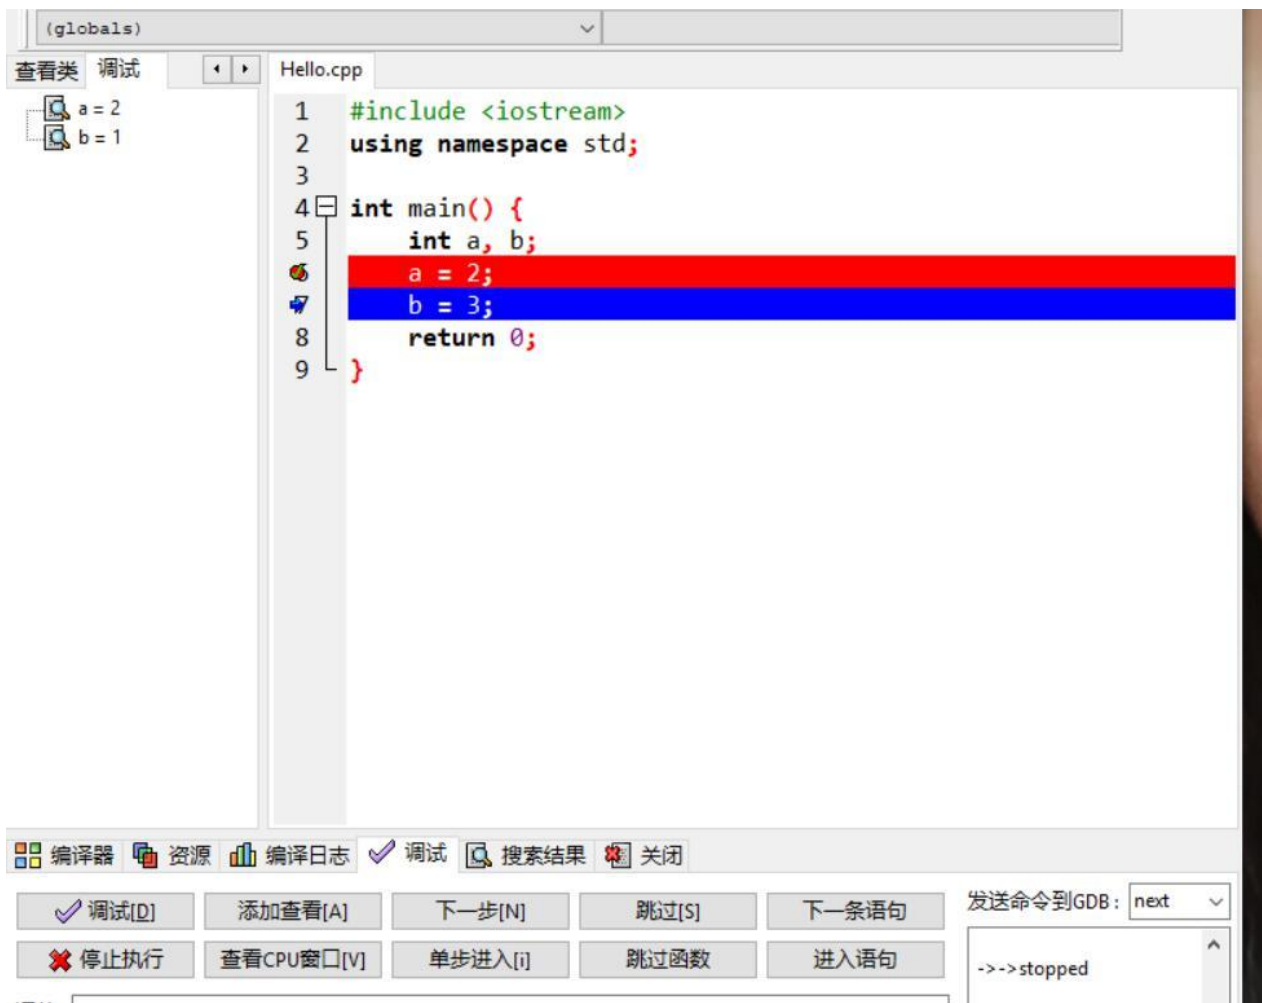 (globals)
查看类 调试 Hello.cpp
a = 2
b = 1
1 #include <iostream>
2 using namespace std;
3
4 int main() {
5 int a, b;
a = 2;
b = 3;
8 return 0;
9 }
编译器 资源 编译日志 调试 搜索结果 关闭
调试[D] 添加查看[A] 下一步[N] 跳过[S] 下一条语句 发送命令到GDB: next
停止执行 查看CPU窗口[V] 单步进入[i] 跳过函数 进入语句
->->stopped